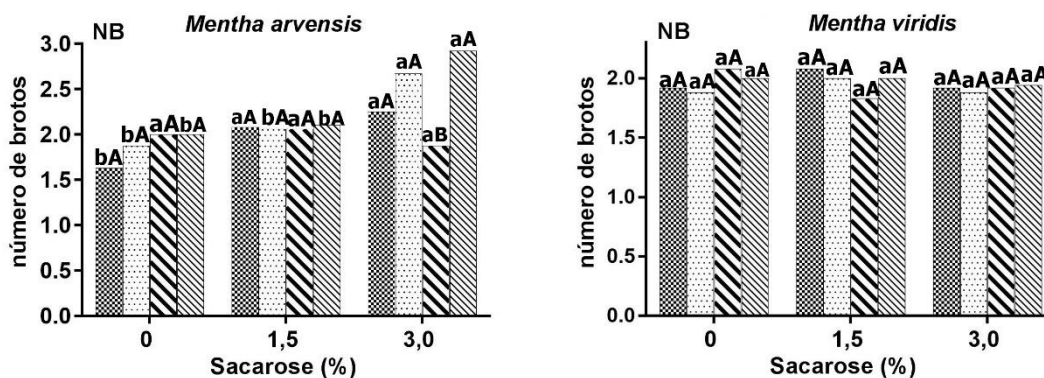 NB Mentha arvensis
número de brotos
3.0
2.5
2.0
1.5
1.0
0.5
0.0
bA bA aA bA aA bA aA bA aA aA aB aA
0 1,5 3,0
Sacarose (%)
NB Mentha viridis
número de brotos
2.0
1.5
1.0
0.5
0.0
aA aA aA aA aA aA aA aA aA aA aA aA
0 1,5 3,0
Sacarose (%)